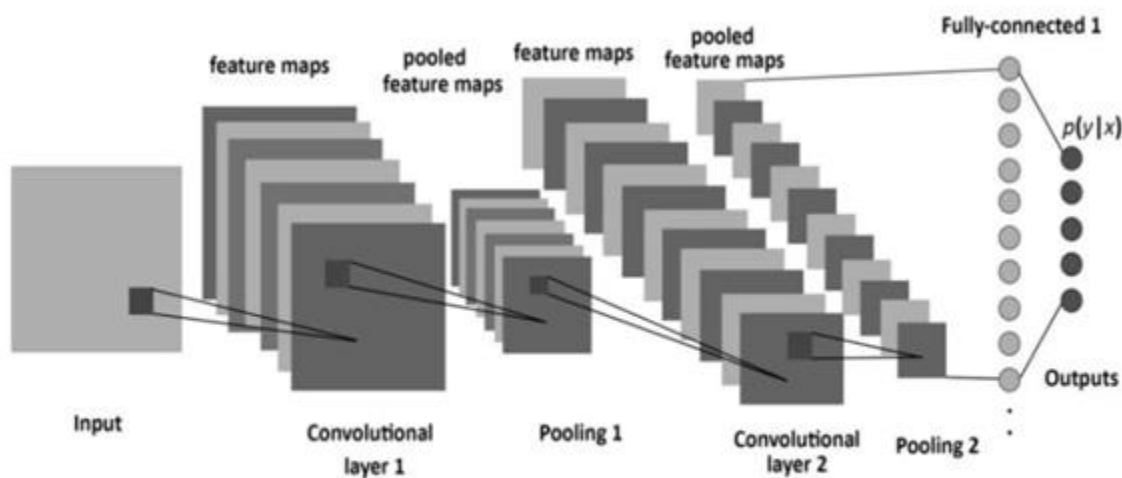 Fully-connected 1
pooled
feature maps
feature maps
pooled
feature maps
feature maps
p(y|x)
Outputs
Input
Convolutional
layer 1
Pooling 1
Convolutional
layer 2
Pooling 2